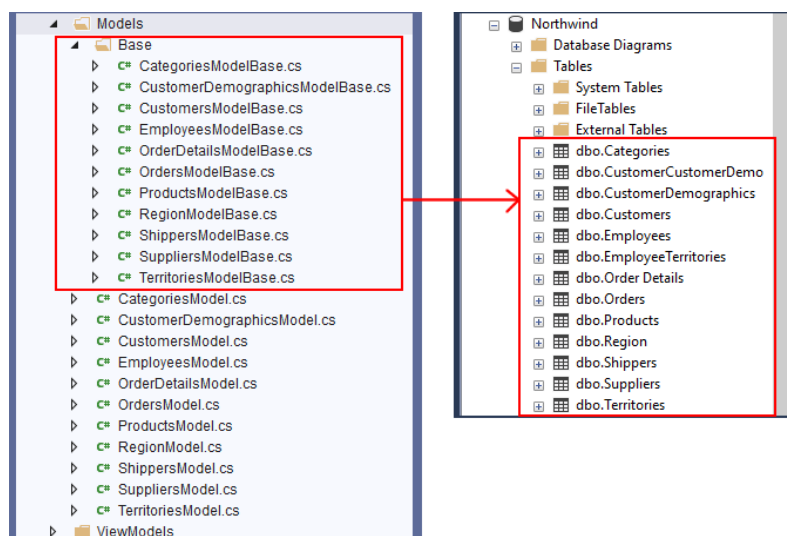 Models
Base
C# CategoriesModelBase.cs
C# CustomerDemographicsModelBase.cs
C# CustomersModelBase.cs
C# EmployeesModelBase.cs
C# OrderDetailsModelBase.cs
C# OrdersModelBase.cs
C# ProductsModelBase.cs
C# RegionModelBase.cs
C# ShippersModelBase.cs
C# SuppliersModelBase.cs
C# TerritoriesModelBase.cs
C# CategoriesModel.cs
C# CustomerDemographicsModel.cs
C# CustomersModel.cs
C# EmployeesModel.cs
C# OrderDetailsModel.cs
C# OrdersModel.cs
C# ProductsModel.cs
C# RegionModel.cs
C# ShippersModel.cs
C# SuppliersModel.cs
C# TerritoriesModel.cs
ViewModels
Northwind
Database Diagrams
Tables
System Tables
FileTables
External Tables
dbo.Categories
dbo.CustomerCustomerDemo
dbo.CustomerDemographics
dbo.Customers
dbo.Employees
dbo.EmployeeTerritories
dbo.Order Details
dbo.Orders
dbo.Products
dbo.Region
dbo.Shippers
dbo.Suppliers
dbo.Territories